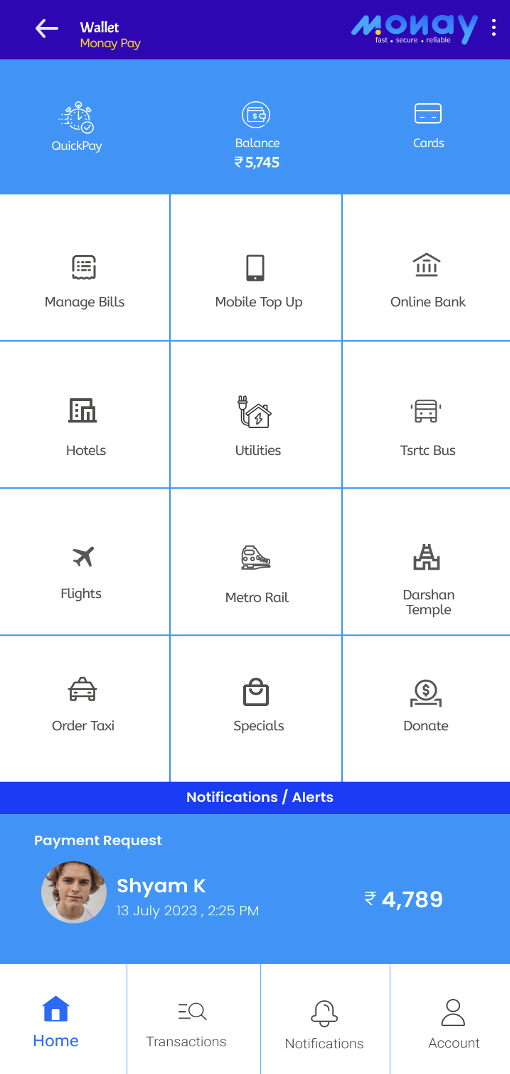 Wallet
Monay Pay
Monay
fast • secure • reliable
QuickPay
Balance
₹ 5,745
Cards
Manage Bills
Mobile Top Up
Online Bank
Hotels
Utilities
Tsrtc Bus
Flights
Metro Rail
Darshan
Temple
Order Taxi
Specials
Donate
Notifications / Alerts
Payment Request
Shyam K
13 July 2023 , 2:25 PM
₹ 4,789
Home
Transactions
Notifications
Account